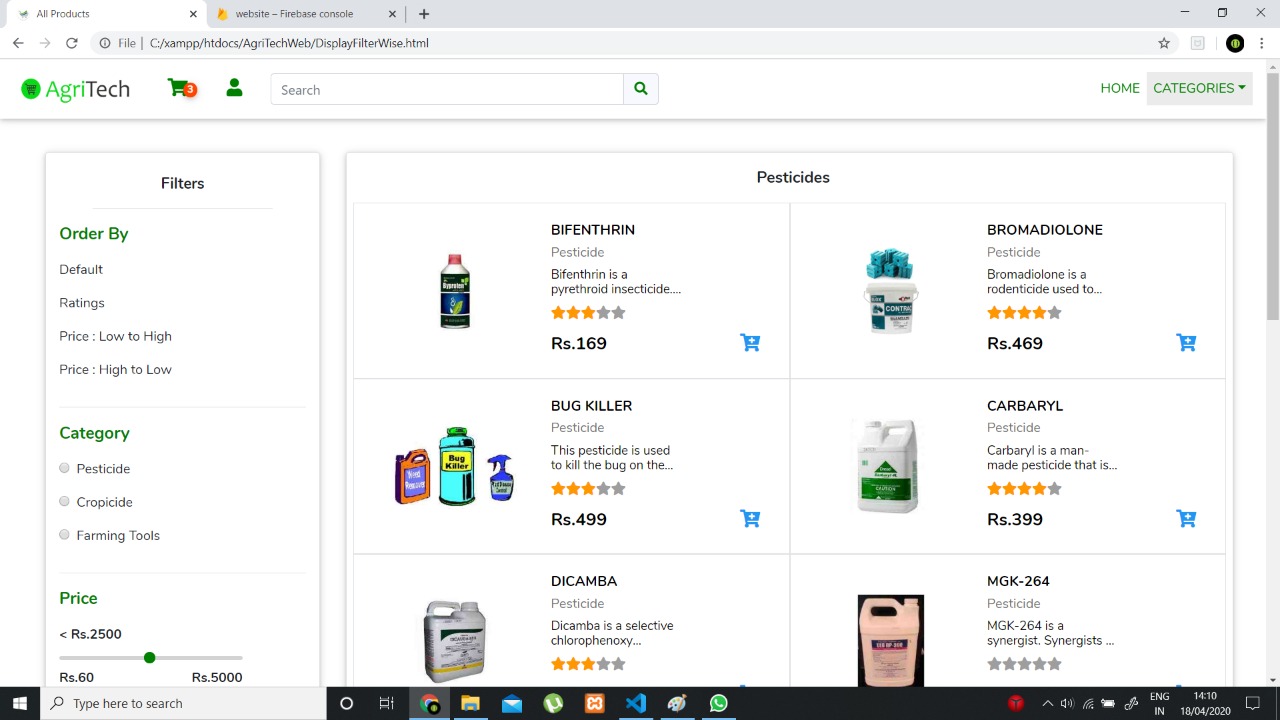 All Products
website – Firebase console
File
C:/xampp/htdocs/AgriTechWeb/DisplayFilterWise.html
AgriTech
3
Search
HOME
CATEGORIES
Filters
Order By
Default
Ratings
Price : Low to High
Price : High to Low
Category
Pesticide
Cropicide
Farming Tools
Price
< Rs.2500
Rs.60
Rs.5000
Pesticides
BIFENTHRIN
Pesticide
Bifenthrin is a
pyrethroid insecticide....
Rs.169
BROMADIOLONE
Pesticide
Bromadiolone is a
rodenticide used to...
CONTRAC
Rs.469
BUG KILLER
Pesticide
This pesticide is used
to kill the bug on the...
Bug
Killer
Rs.499
CARBARYL
Pesticide
Carbaryl is a man-
made pesticide that is...
CAUTION
Rs.399
DICAMBA
Pesticide
Dicamba is a selective
chlorophenoxy...
MGK-264
Pesticide
MGK-264 is a
synergist. Synergists ...
Type here to search
ENG
IN
14:10
18/04/2020